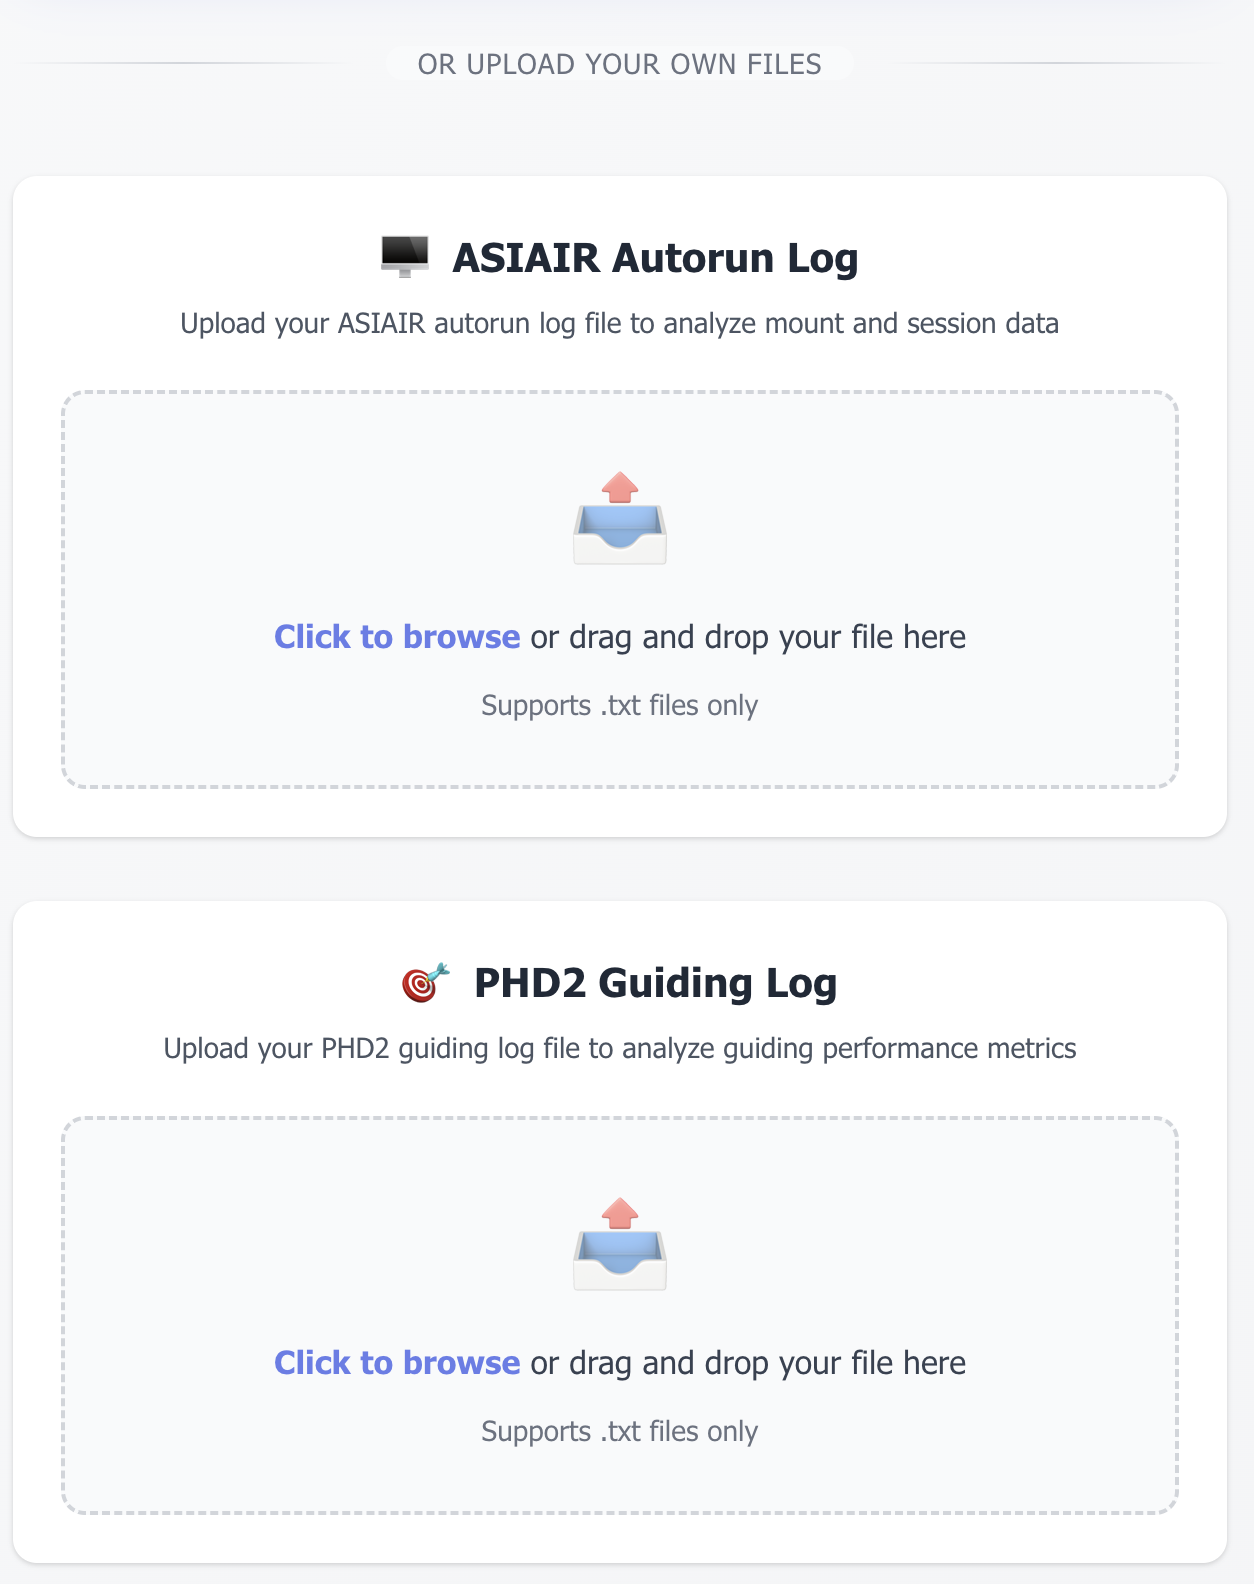 OR UPLOAD YOUR OWN FILES
ASIAIR Autorun Log
Upload your ASIAIR autorun log file to analyze mount and session data
Click to browse or drag and drop your file here
Supports .txt files only
PHD2 Guiding Log
Upload your PHD2 guiding log file to analyze guiding performance metrics
Click to browse or drag and drop your file here
Supports .txt files only